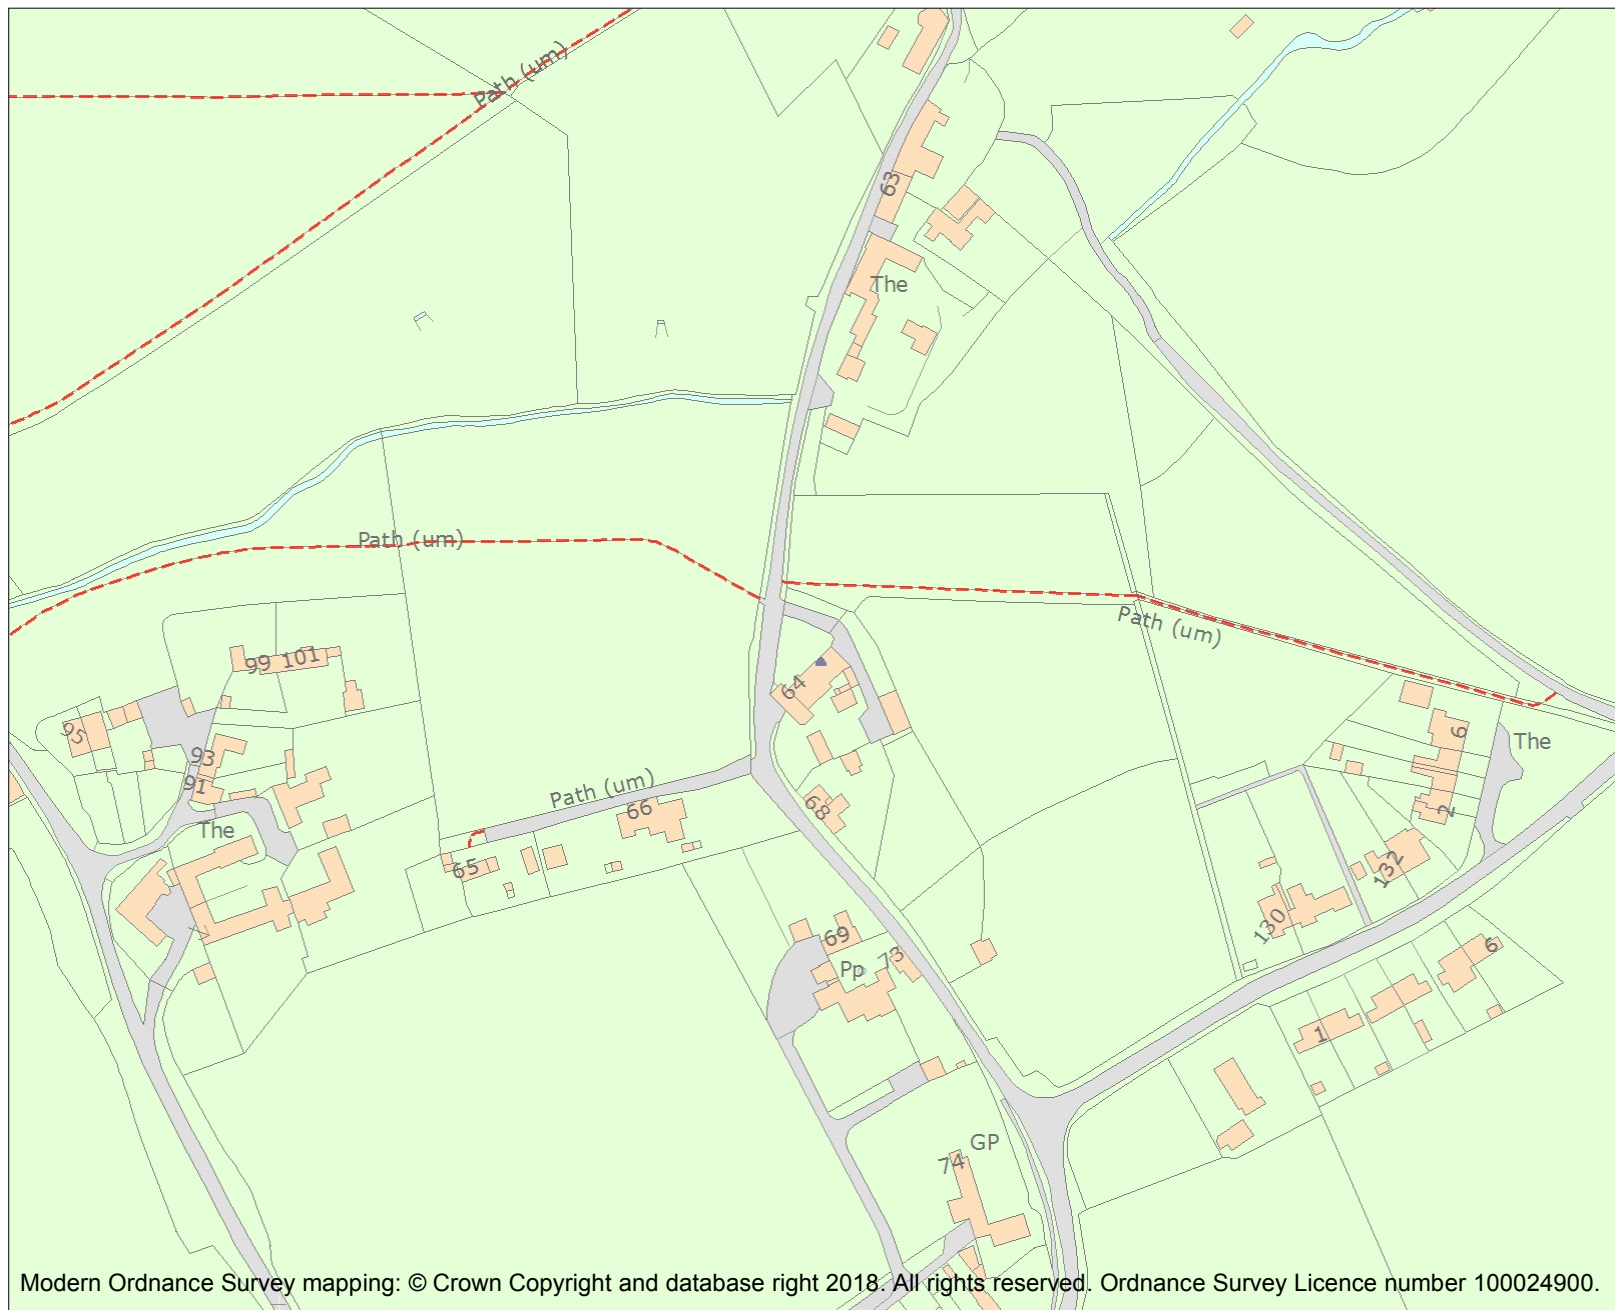 Path (um)
63
The
Path (um)
Path (um)
99 101
64
95
9
The
93
91
Path (um)
66
68
2
The
65
132
130
69
73
Pp
6
1
7
GP
74
Modern Ordnance Survey mapping: © Crown Copyright and database right 2018. All rights reserved. Ordnance Survey Licence number 100024900.